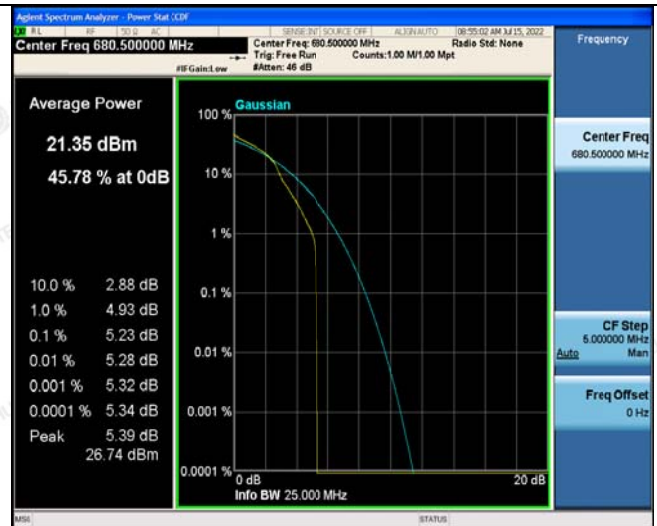 Agilent Spectrum Analyzer - Power Stat CCDF
RL RF 50 Ω AC SENSE:INT SOURCE OFF ALIGN AUTO 08:55:02 AM Jul 15, 2022
Center Freq 680.500000 MHz
Center Freq: 680.500000 MHz Radio Std: None
Trig: Free Run Counts:1.00 M/1.00 Mpt
#IFGain:Low #Atten: 46 dB
Frequency
Average Power
21.35 dBm
45.78 % at 0dB
10.0 % 2.88 dB
1.0 % 4.93 dB
0.1 % 5.23 dB
0.01 % 5.28 dB
0.001 % 5.32 dB
0.0001 % 5.34 dB
Peak 5.39 dB
26.74 dBm
Gaussian
100 %
10 %
1 %
0.1 %
0.01 %
0.001 %
0.0001 %
0 dB 20 dB
Info BW 25.000 MHz
Center Freq
680.500000 MHz
CF Step
5.000000 MHz
Auto Man
Freq Offset
0 Hz
MSG STATUS